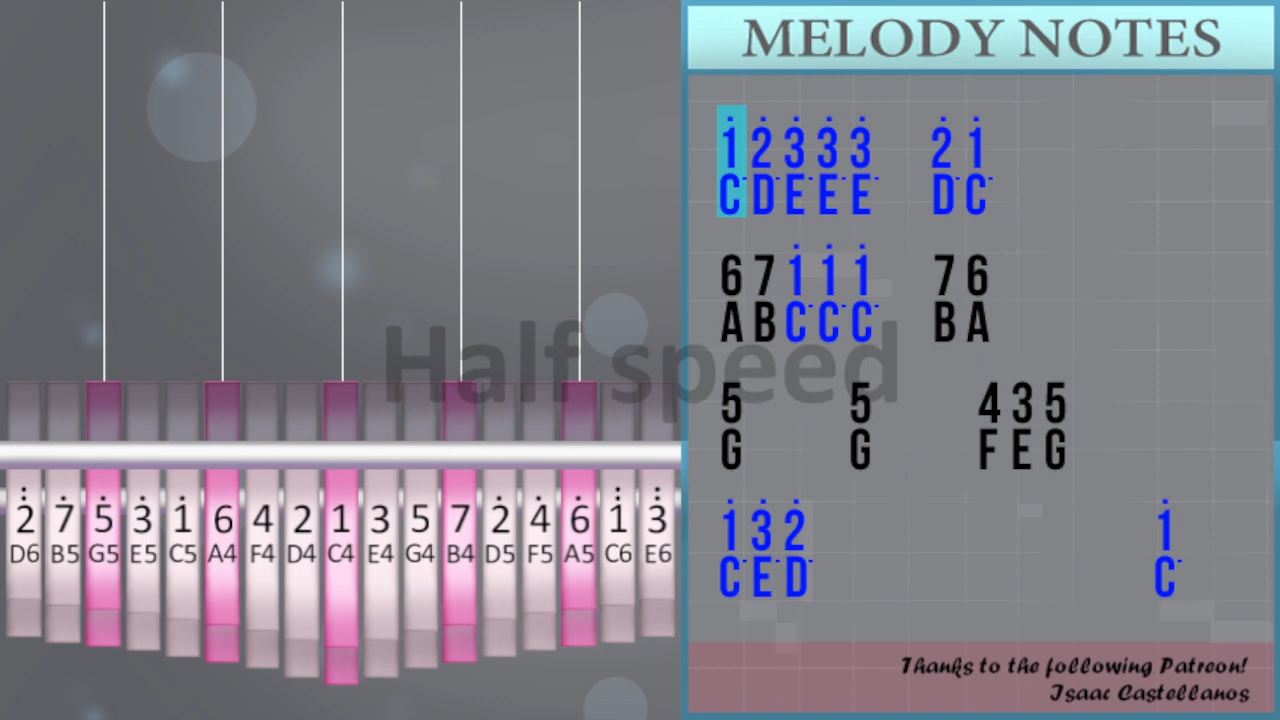 MELODY NOTES
1̇ 2̇ 3̇ 3̇ 3̇ 2̇ 1̇
C· D· E· E· E· D· C·
6 7 1̇ 1̇ 1̇ 7 6
A B C· C· C· B A
Half speed
5 5 4 3 5
G G F E G
1̇ 3̇ 2̇ 1̇
C· E· D· C·
2̈ 7̇ 5̇ 3̇ 1̇ 6 4 2 1 3 5 7 2̇ 4̇ 6̇ 1̈ 3̈
D6 B5 G5 E5 C5 A4 F4 D4 C4 E4 G4 B4 D5 F5 A5 C6 E6
Thanks to the following Patreon!
Isaac Castellanos